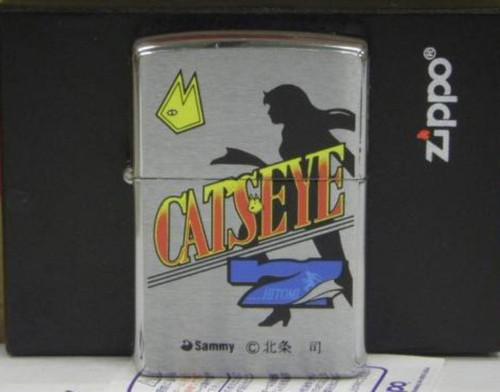 zippo®
CAT'S EYE
HITOMI
Sammy © 北条 司